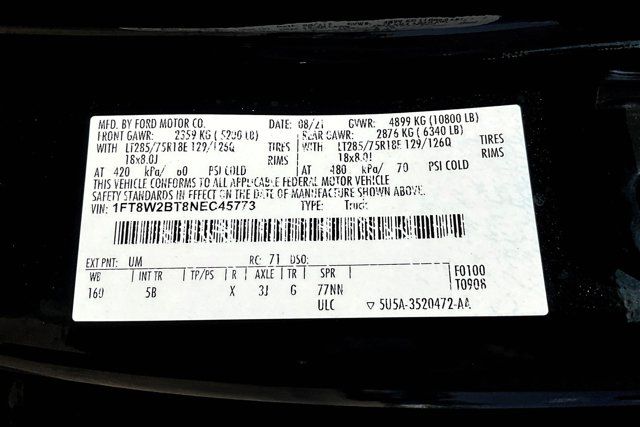 MFD. BY FORD MOTOR CO. DATE: 08/21 GVWR: 4899 KG (10800 LB)
FRONT GAWR: 2359 KG (5200 LB) REAR GAWR: 2876 KG (6340 LB)
WITH LT285/75R18E 129/126Q TIRES WITH LT285/75R18E 129/126Q TIRES
18x8.0J RIMS 18x8.0J RIMS
AT 420 kPa/ 60 PSI COLD AT 480 kPa/ 70 PSI COLD
THIS VEHICLE CONFORMS TO ALL APPLICABLE FEDERAL MOTOR VEHICLE
SAFETY STANDARDS IN EFFECT ON THE DATE OF MANUFACTURE SHOWN ABOVE.
VIN: 1FT8W2BT8NEC45773 TYPE: Truck
EXT PNT: UM RC: 71 DSO:
WB INT TR TP/PS R AXLE TR SPR F0100
T0908
160 5B X 3J G 77NN
ULC ▽ 5U5A-3520472-AA